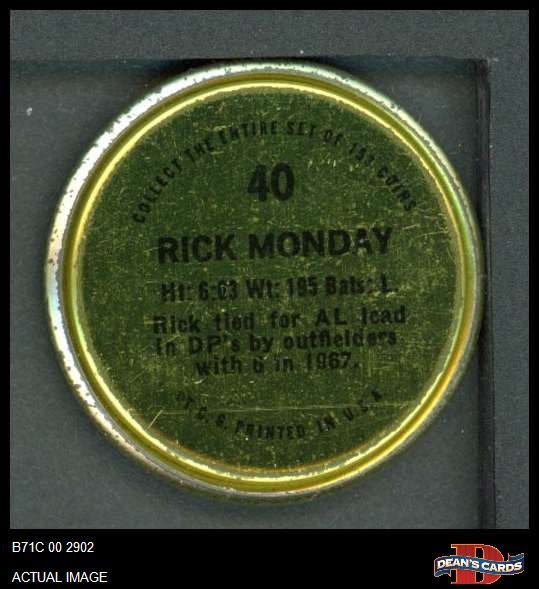 COLLECT THE ENTIRE SET OF 153 COINS
40
RICK MONDAY
Ht: 6:03 Wt: 195 Bats: L.
Rick tied for AL lead
in DP's by outfielders
with 6 in 1967.
©T.C.G. PRINTED IN U.S.A.
B71C 00 2902
ACTUAL IMAGE
D
DEAN'S CARDS